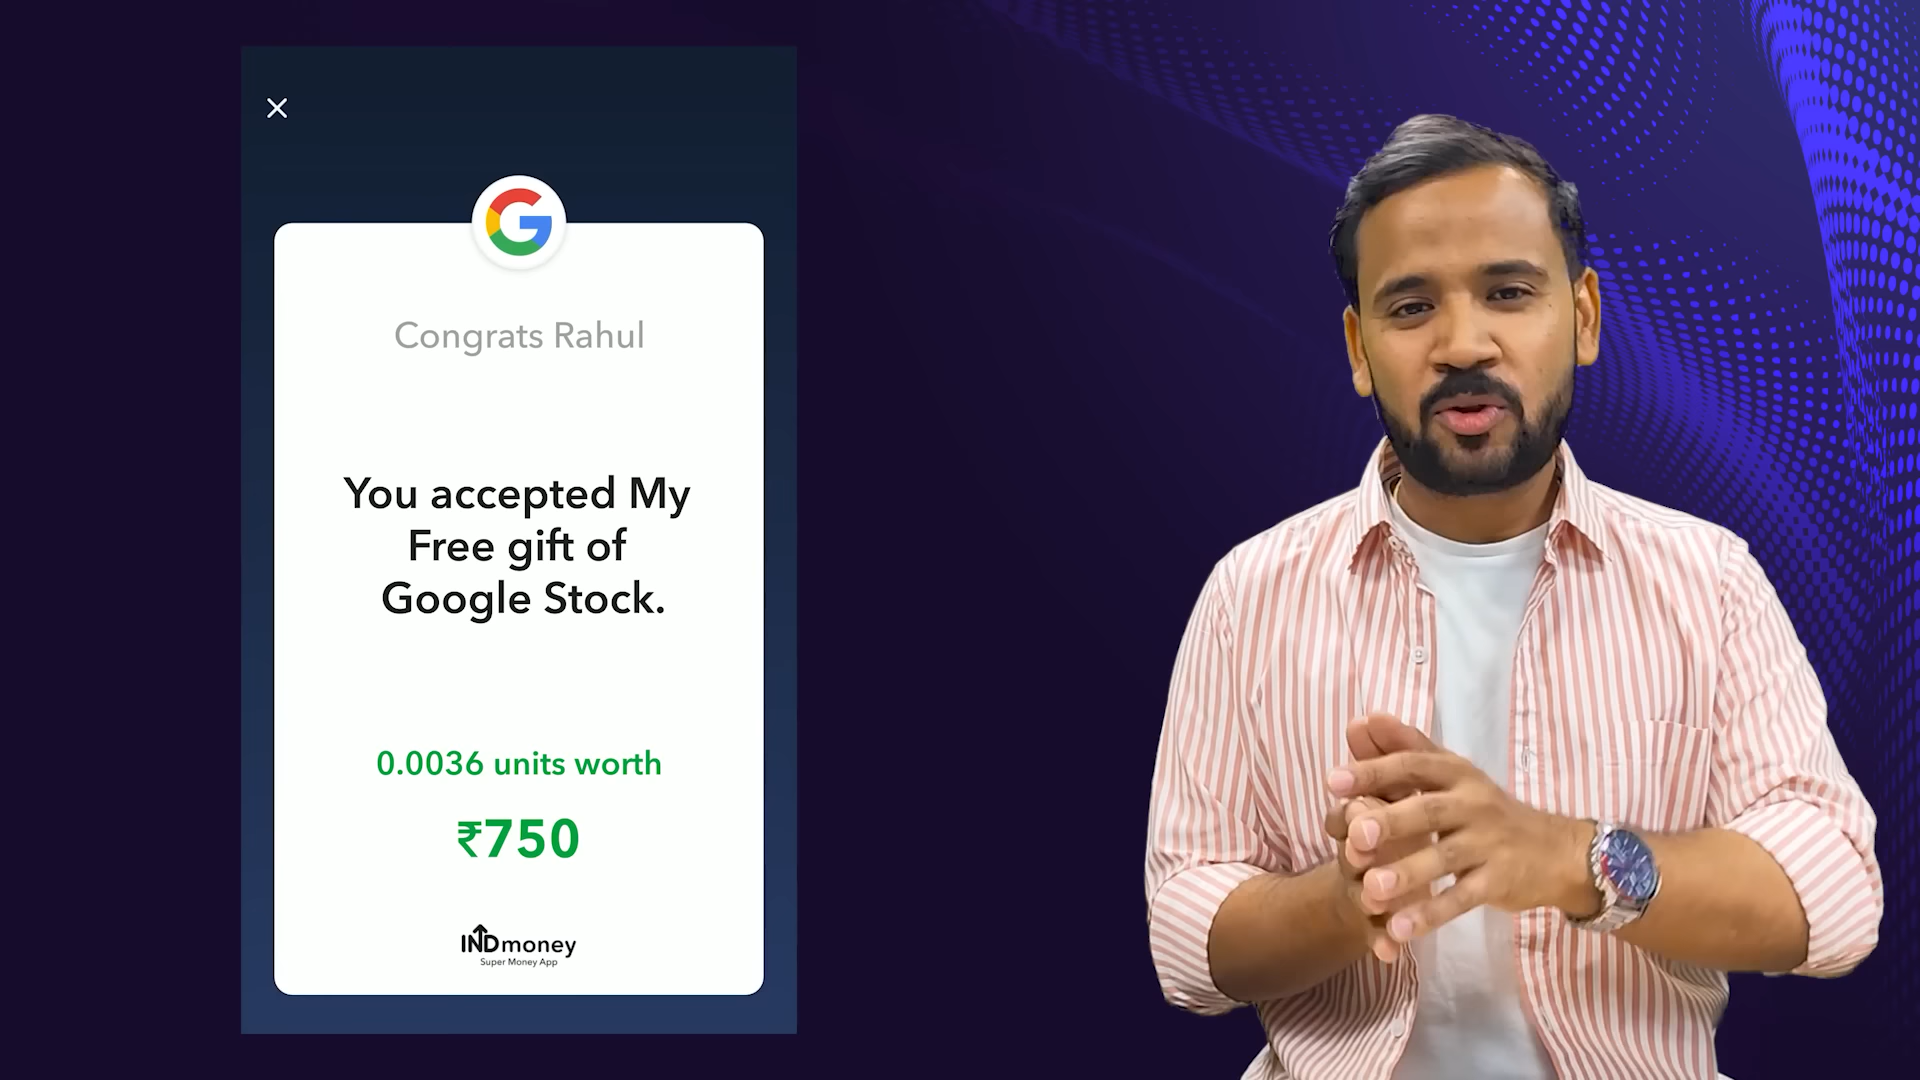 Congrats Rahul
You accepted My
Free gift of
Google Stock.
0.0036 units worth
₹750
INDmoney
Super Money App